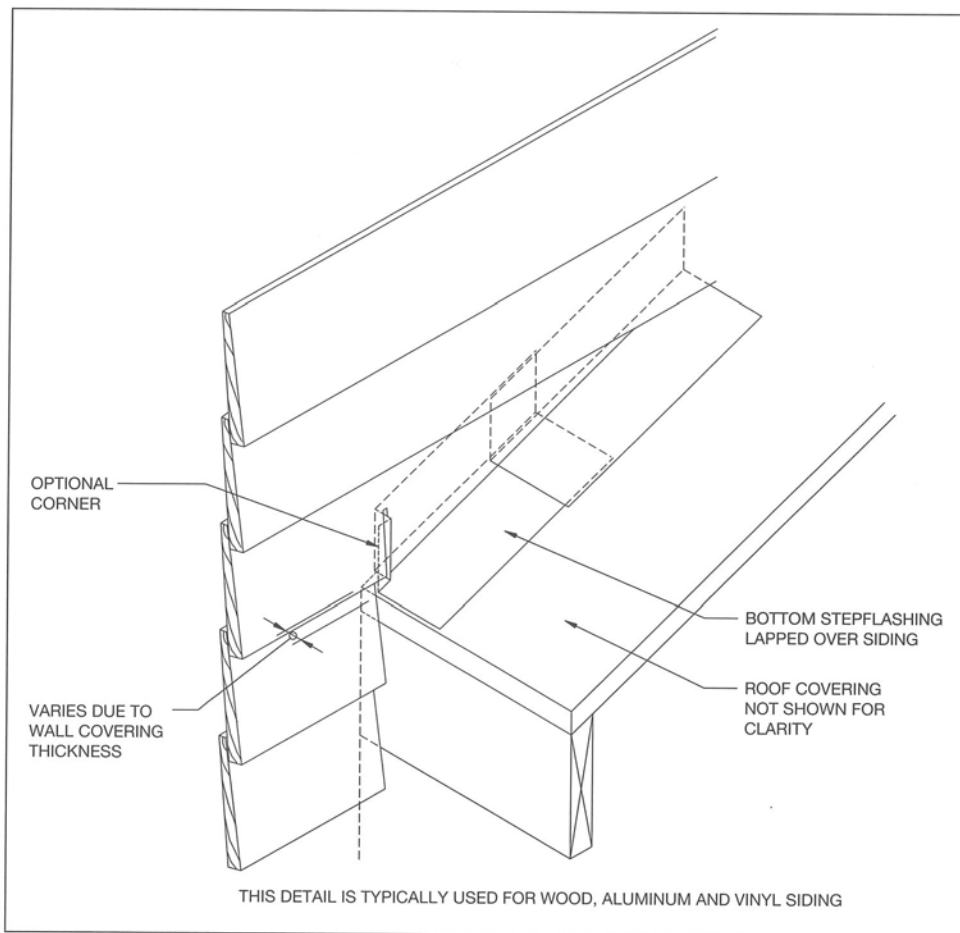 OPTIONAL
CORNER
BOTTOM STEPFLASHING
LAPPED OVER SIDING
ROOF COVERING
NOT SHOWN FOR
CLARITY
VARIES DUE TO
WALL COVERING
THICKNESS
THIS DETAIL IS TYPICALLY USED FOR WOOD, ALUMINUM AND VINYL SIDING